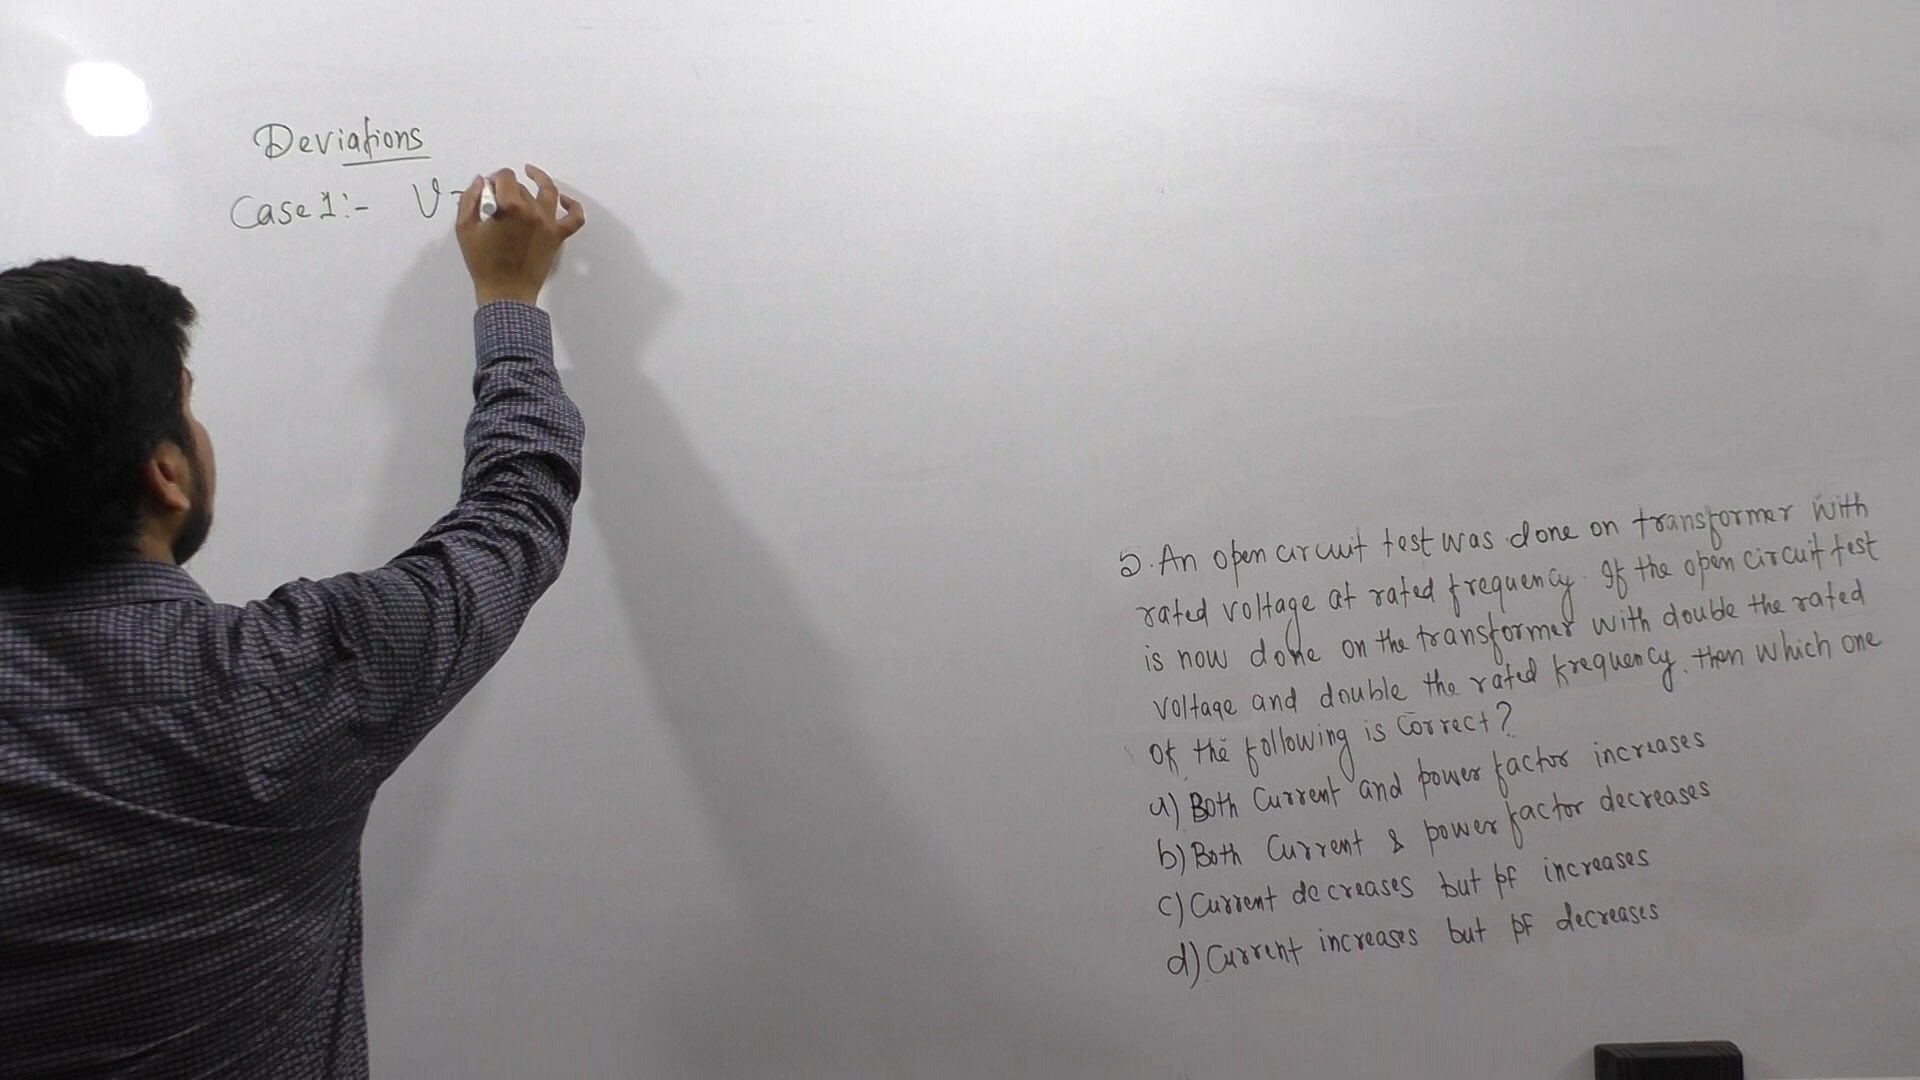 Deviations
Case 1:- V=
5. An open circuit test was done on transformer with
rated voltage at rated frequency. If the open circuit test
is now done on the transformer with double the rated
voltage and double the rated frequency, then which one
of the following is correct?
a) Both Current and power factor increases
b) Both Current & power factor decreases
c) Current decreases but pf increases
d) Current increases but pf decreases